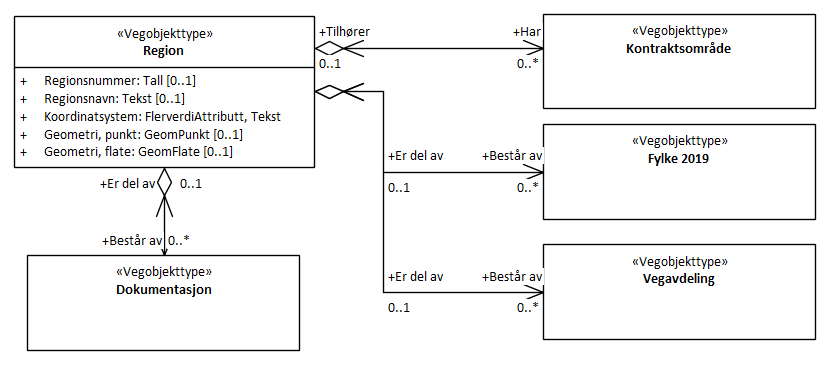 «Vegobjekttype»
Region
+ Regionsnummer: Tall [0..1]
+ Regionsnavn: Tekst [0..1]
+ Koordinatsystem: FlerverdiAttributt, Tekst
+ Geometri, punkt: GeomPunkt [0..1]
+ Geometri, flate: GeomFlate [0..1]
+Tilhører
0..1
+Har
0..*
«Vegobjekttype»
Kontraktsområde
+Er del av
0..1
+Består av
0..*
«Vegobjekttype»
Fylke 2019
+Er del av
0..1
+Består av
0..*
«Vegobjekttype»
Dokumentasjon
+Er del av
0..1
+Består av
0..*
«Vegobjekttype»
Vegavdeling